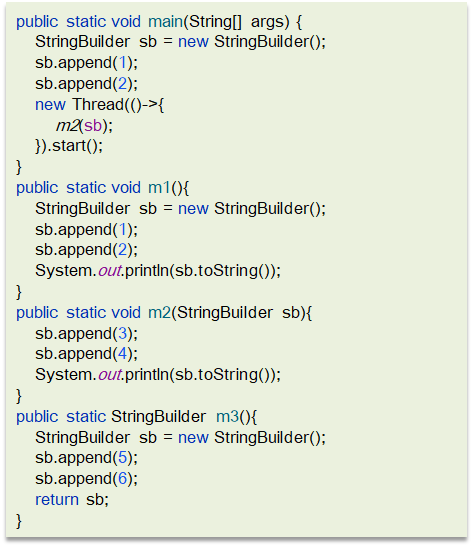 public static void main(String[] args) {
    StringBuilder sb = new StringBuilder();
    sb.append(1);
    sb.append(2);
    new Thread(()->{
        m2(sb);
    }).start();
}
public static void m1(){
    StringBuilder sb = new StringBuilder();
    sb.append(1);
    sb.append(2);
    System.out.println(sb.toString());
}
public static void m2(StringBuilder sb){
    sb.append(3);
    sb.append(4);
    System.out.println(sb.toString());
}
public static StringBuilder m3(){
    StringBuilder sb = new StringBuilder();
    sb.append(5);
    sb.append(6);
    return sb;
}